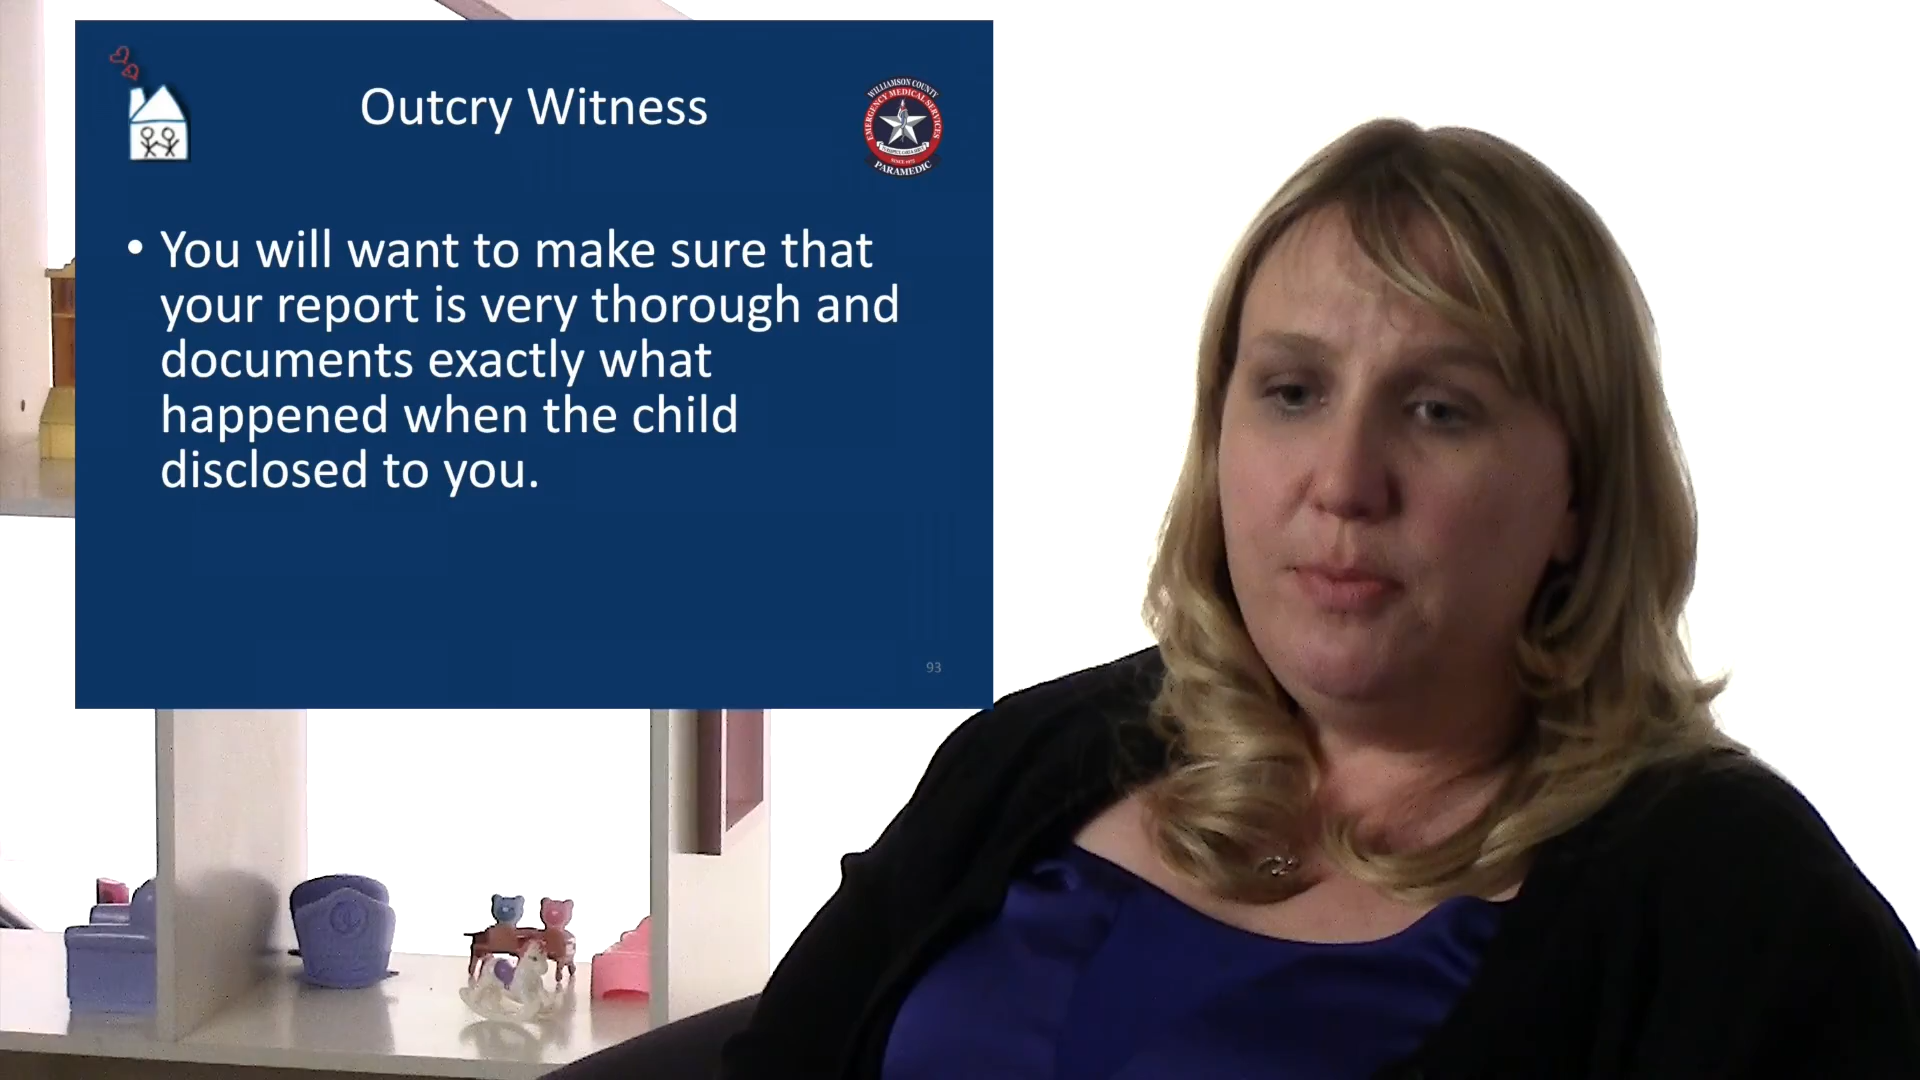 Outcry Witness
WILLIAMSON COUNTY
EMERGENCY MEDICAL SERVICES
PARAMEDIC
• You will want to make sure that
your report is very thorough and
documents exactly what
happened when the child
disclosed to you.
93